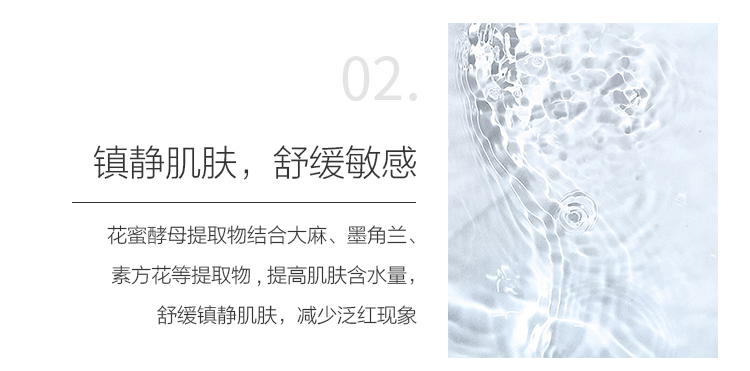 02.
镇静肌肤，舒缓敏感
花蜜酵母提取物结合大麻、墨角兰、
素方花等提取物，提高肌肤含水量，
舒缓镇静肌肤，减少泛红现象